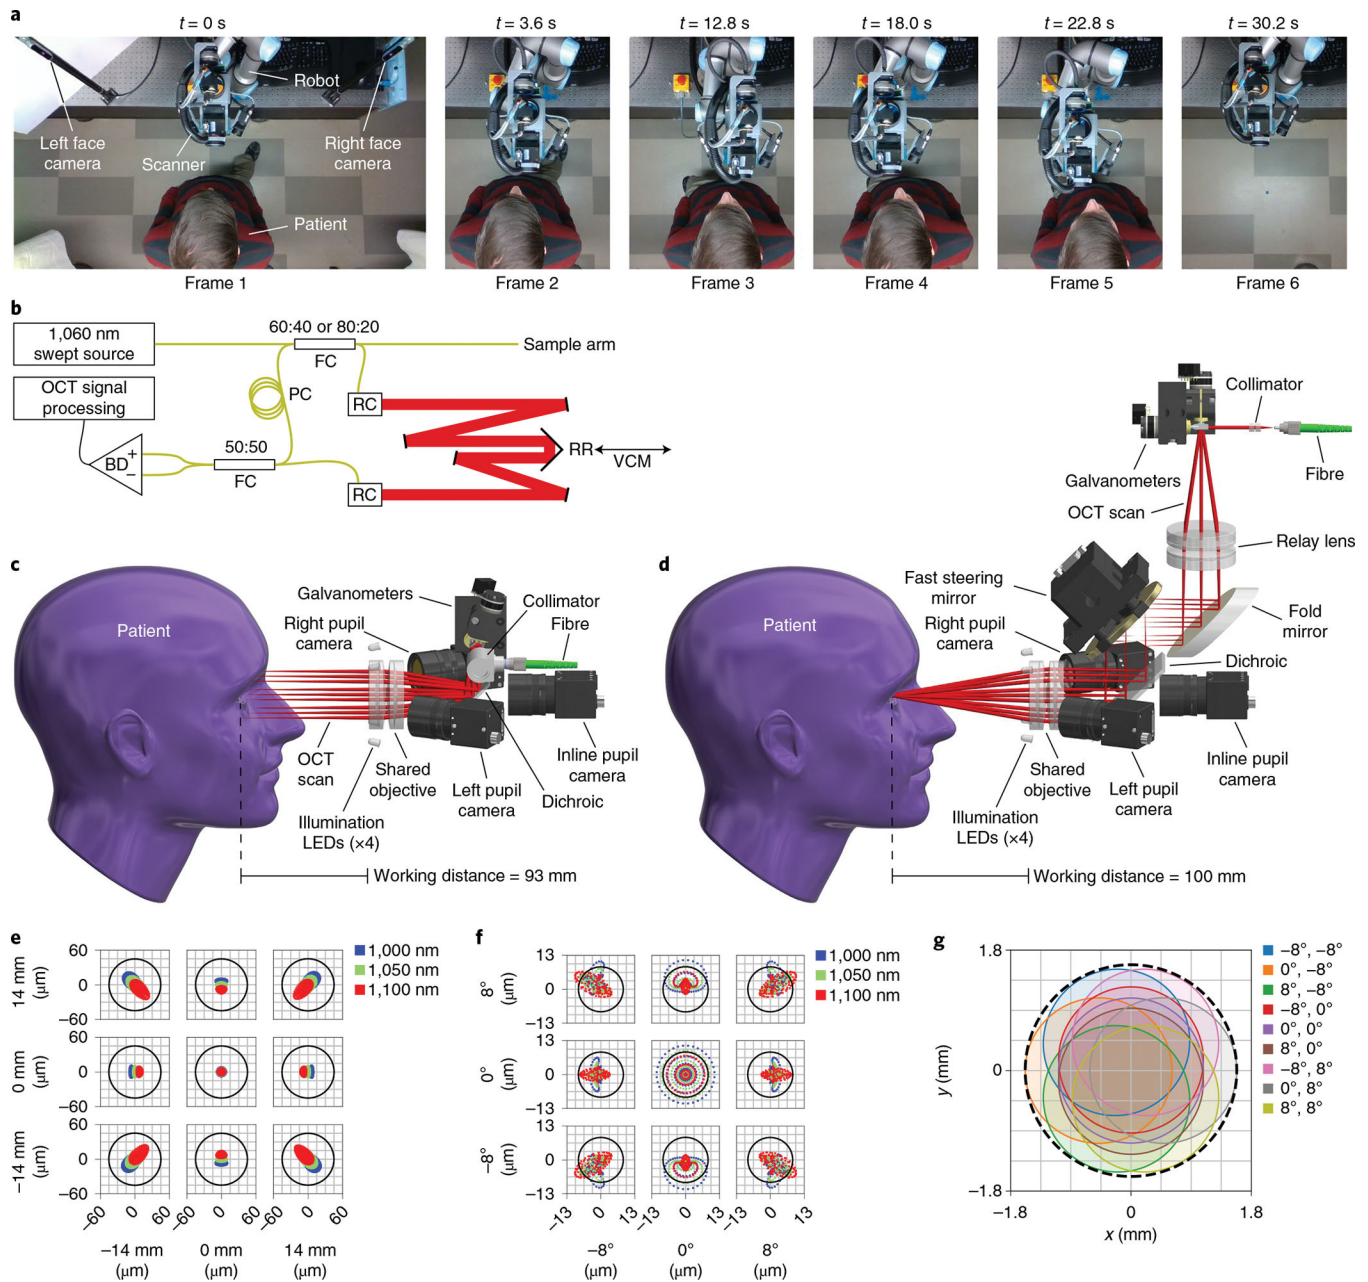 a
t = 0 s
t = 3.6 s
t = 12.8 s
t = 18.0 s
t = 22.8 s
t = 30.2 s
Robot
Left face
camera
Scanner
Right face
camera
Patient
Frame 1
Frame 2
Frame 3
Frame 4
Frame 5
Frame 6
b
1,060 nm
swept source
60:40 or 80:20
FC
Sample arm
OCT signal
processing
PC
RC
BD
+
−
50:50
FC
RC
RR
VCM
c
Patient
Galvanometers
Right pupil
camera
Collimator
Fibre
OCT
scan
Shared
objective
Illumination
LEDs (×4)
Left pupil
camera
Dichroic
Inline pupil
camera
Working distance = 93 mm
d
Patient
Collimator
Galvanometers
Fibre
OCT scan
Relay lens
Fast steering
mirror
Right pupil
camera
Fold
mirror
Dichroic
Shared
objective
Illumination
LEDs (×4)
Left pupil
camera
Inline pupil
camera
Working distance = 100 mm
e
14 mm
(μm)
60
0
−60
0 mm
(μm)
60
0
−60
−14 mm
(μm)
60
0
−60
−60
0
60
−60
0
60
−60
0
60
−14 mm
(μm)
0 mm
(μm)
14 mm
(μm)
1,000 nm
1,050 nm
1,100 nm
f
8°
(μm)
13
0
−13
0°
(μm)
13
0
−13
−8°
(μm)
13
0
−13
−13
0
13
−13
0
13
−13
0
13
−8°
(μm)
0°
(μm)
8°
(μm)
1,000 nm
1,050 nm
1,100 nm
g
1.8
0
−1.8
y (mm)
−1.8
0
1.8
x (mm)
−8°, −8°
0°, −8°
8°, −8°
−8°, 0°
0°, 0°
8°, 0°
−8°, 8°
0°, 8°
8°, 8°